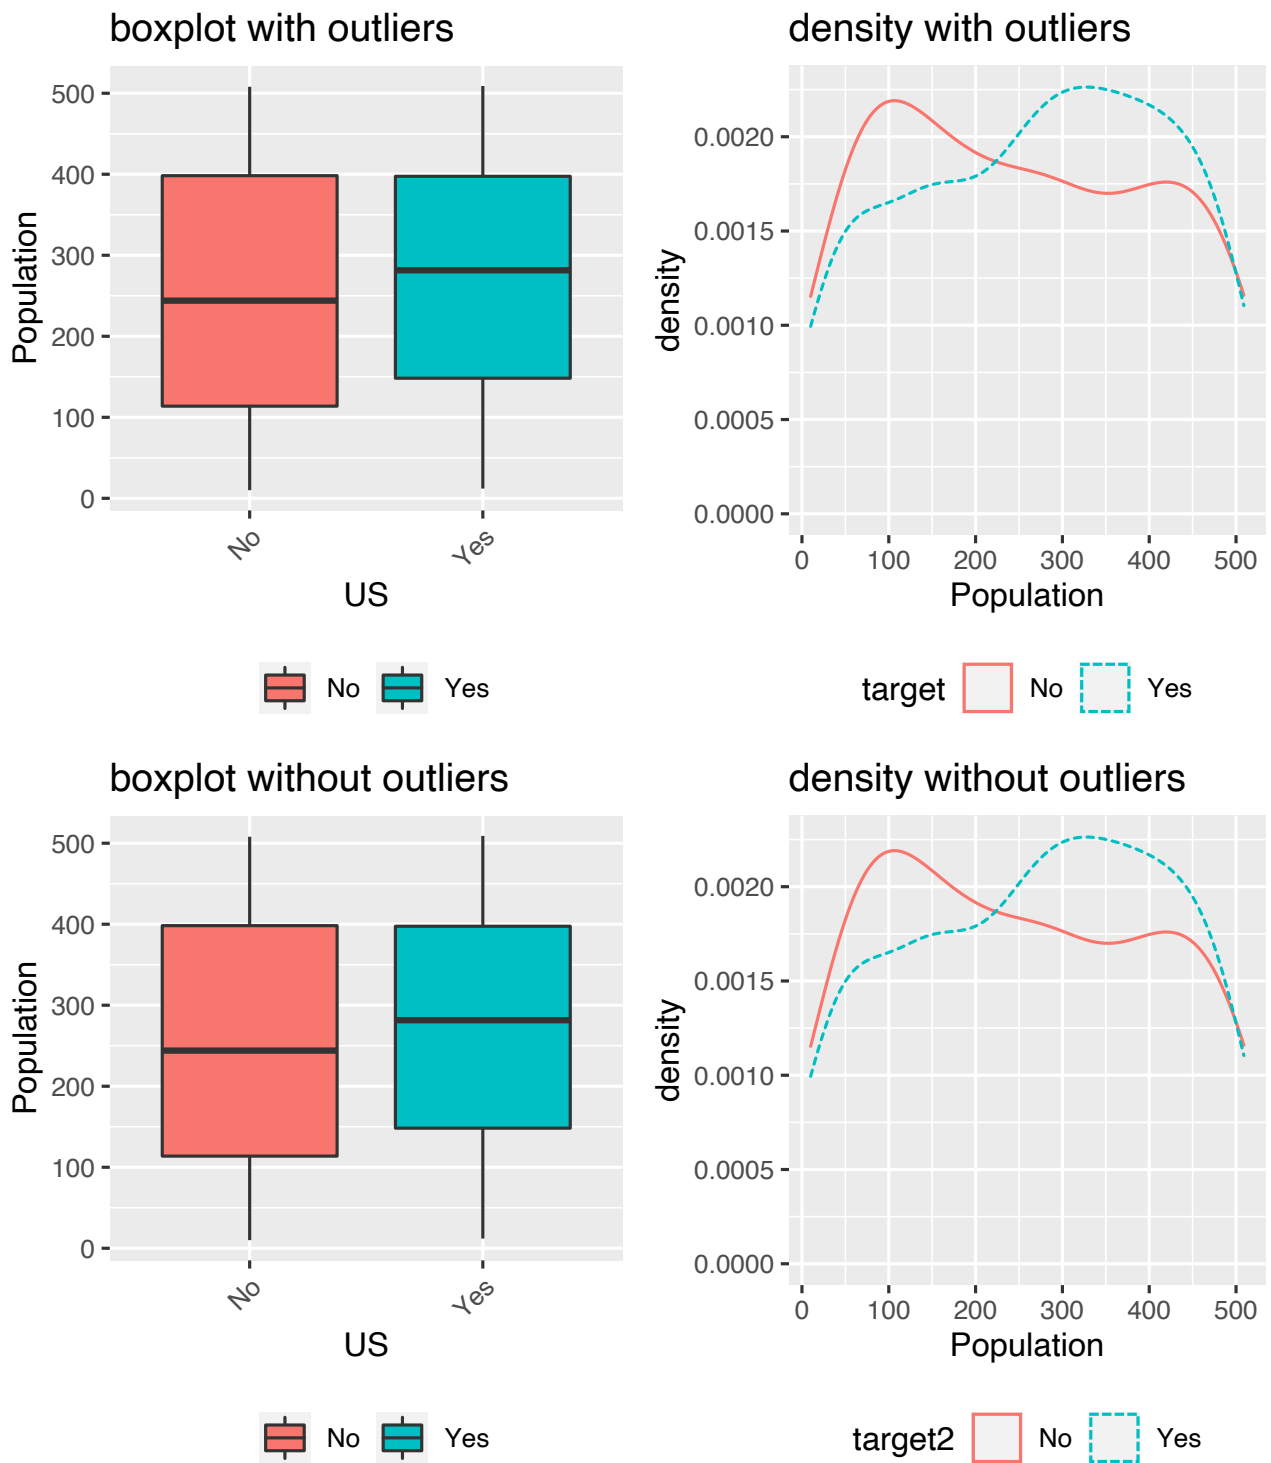 boxplot with outliers
Population
500
400
300
200
100
0
No
Yes
US
No Yes
density with outliers
density
0.0020
0.0015
0.0010
0.0005
0.0000
0 100 200 300 400 500
Population
target No Yes
boxplot without outliers
Population
500
400
300
200
100
0
No
Yes
US
No Yes
density without outliers
density
0.0020
0.0015
0.0010
0.0005
0.0000
0 100 200 300 400 500
Population
target2 No Yes